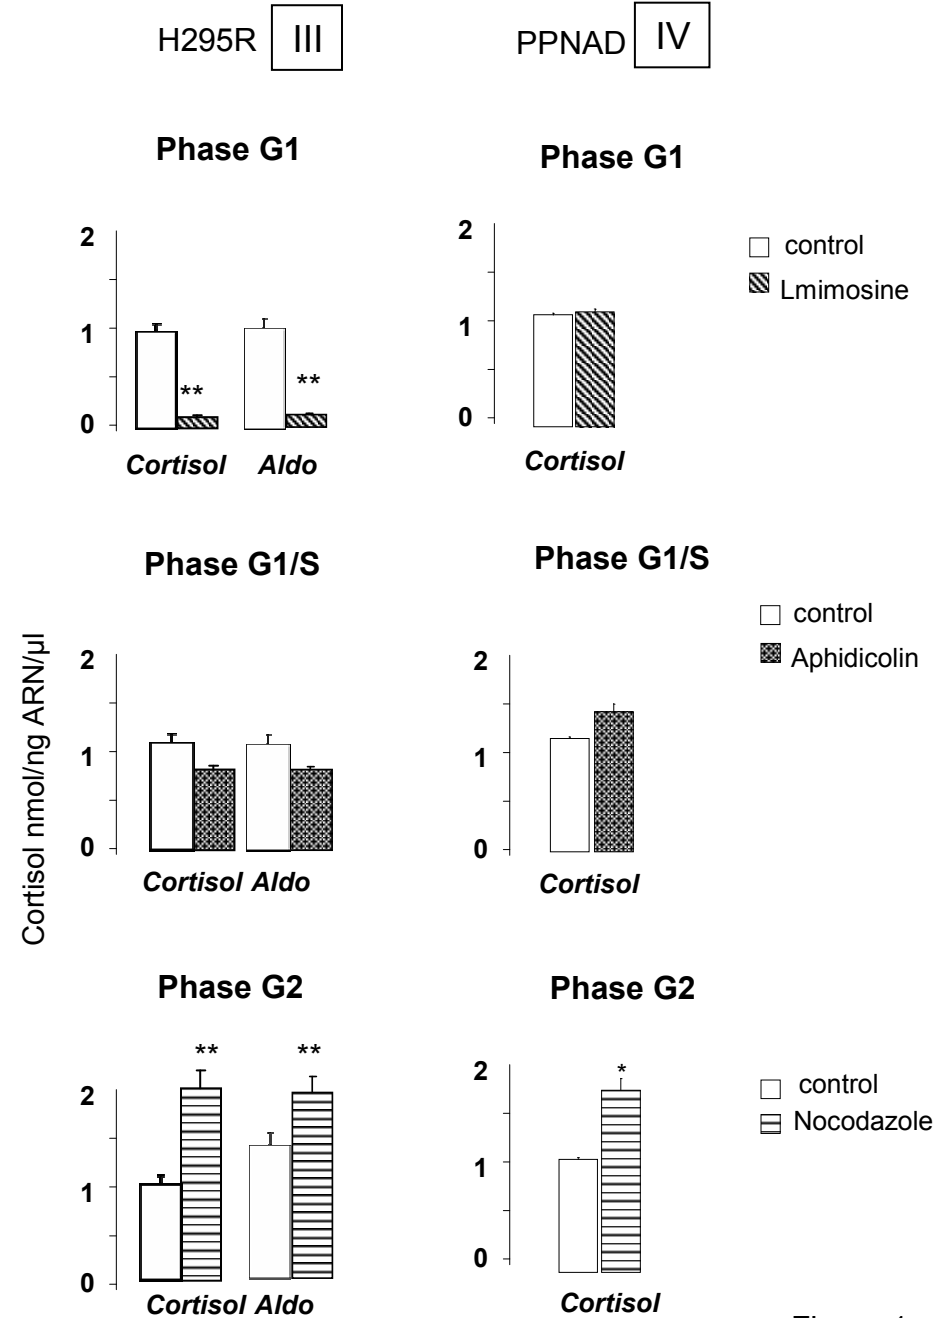 H295R III
PPNAD IV
Phase G1
Phase G1
2
1
0
**
**
Cortisol Aldo
2
1
0
Cortisol
control
Lmimosine
Phase G1/S
Phase G1/S
Cortisol nmol/ng ARN/µl
2
1
0
Cortisol Aldo
2
1
0
Cortisol
control
Aphidicolin
Phase G2
Phase G2
**
**
2
1
0
Cortisol Aldo
*
2
1
0
Cortisol
control
Nocodazole